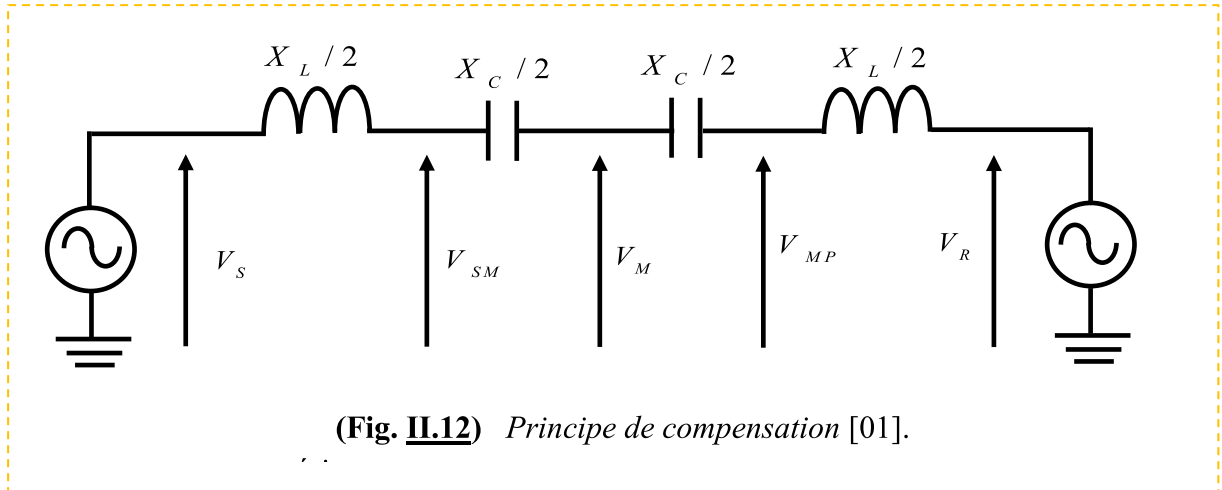 X L / 2
X C / 2
X C / 2
X L / 2
V S
V SM
V M
V MP
V R
(Fig. II.12) Principe de compensation [01].